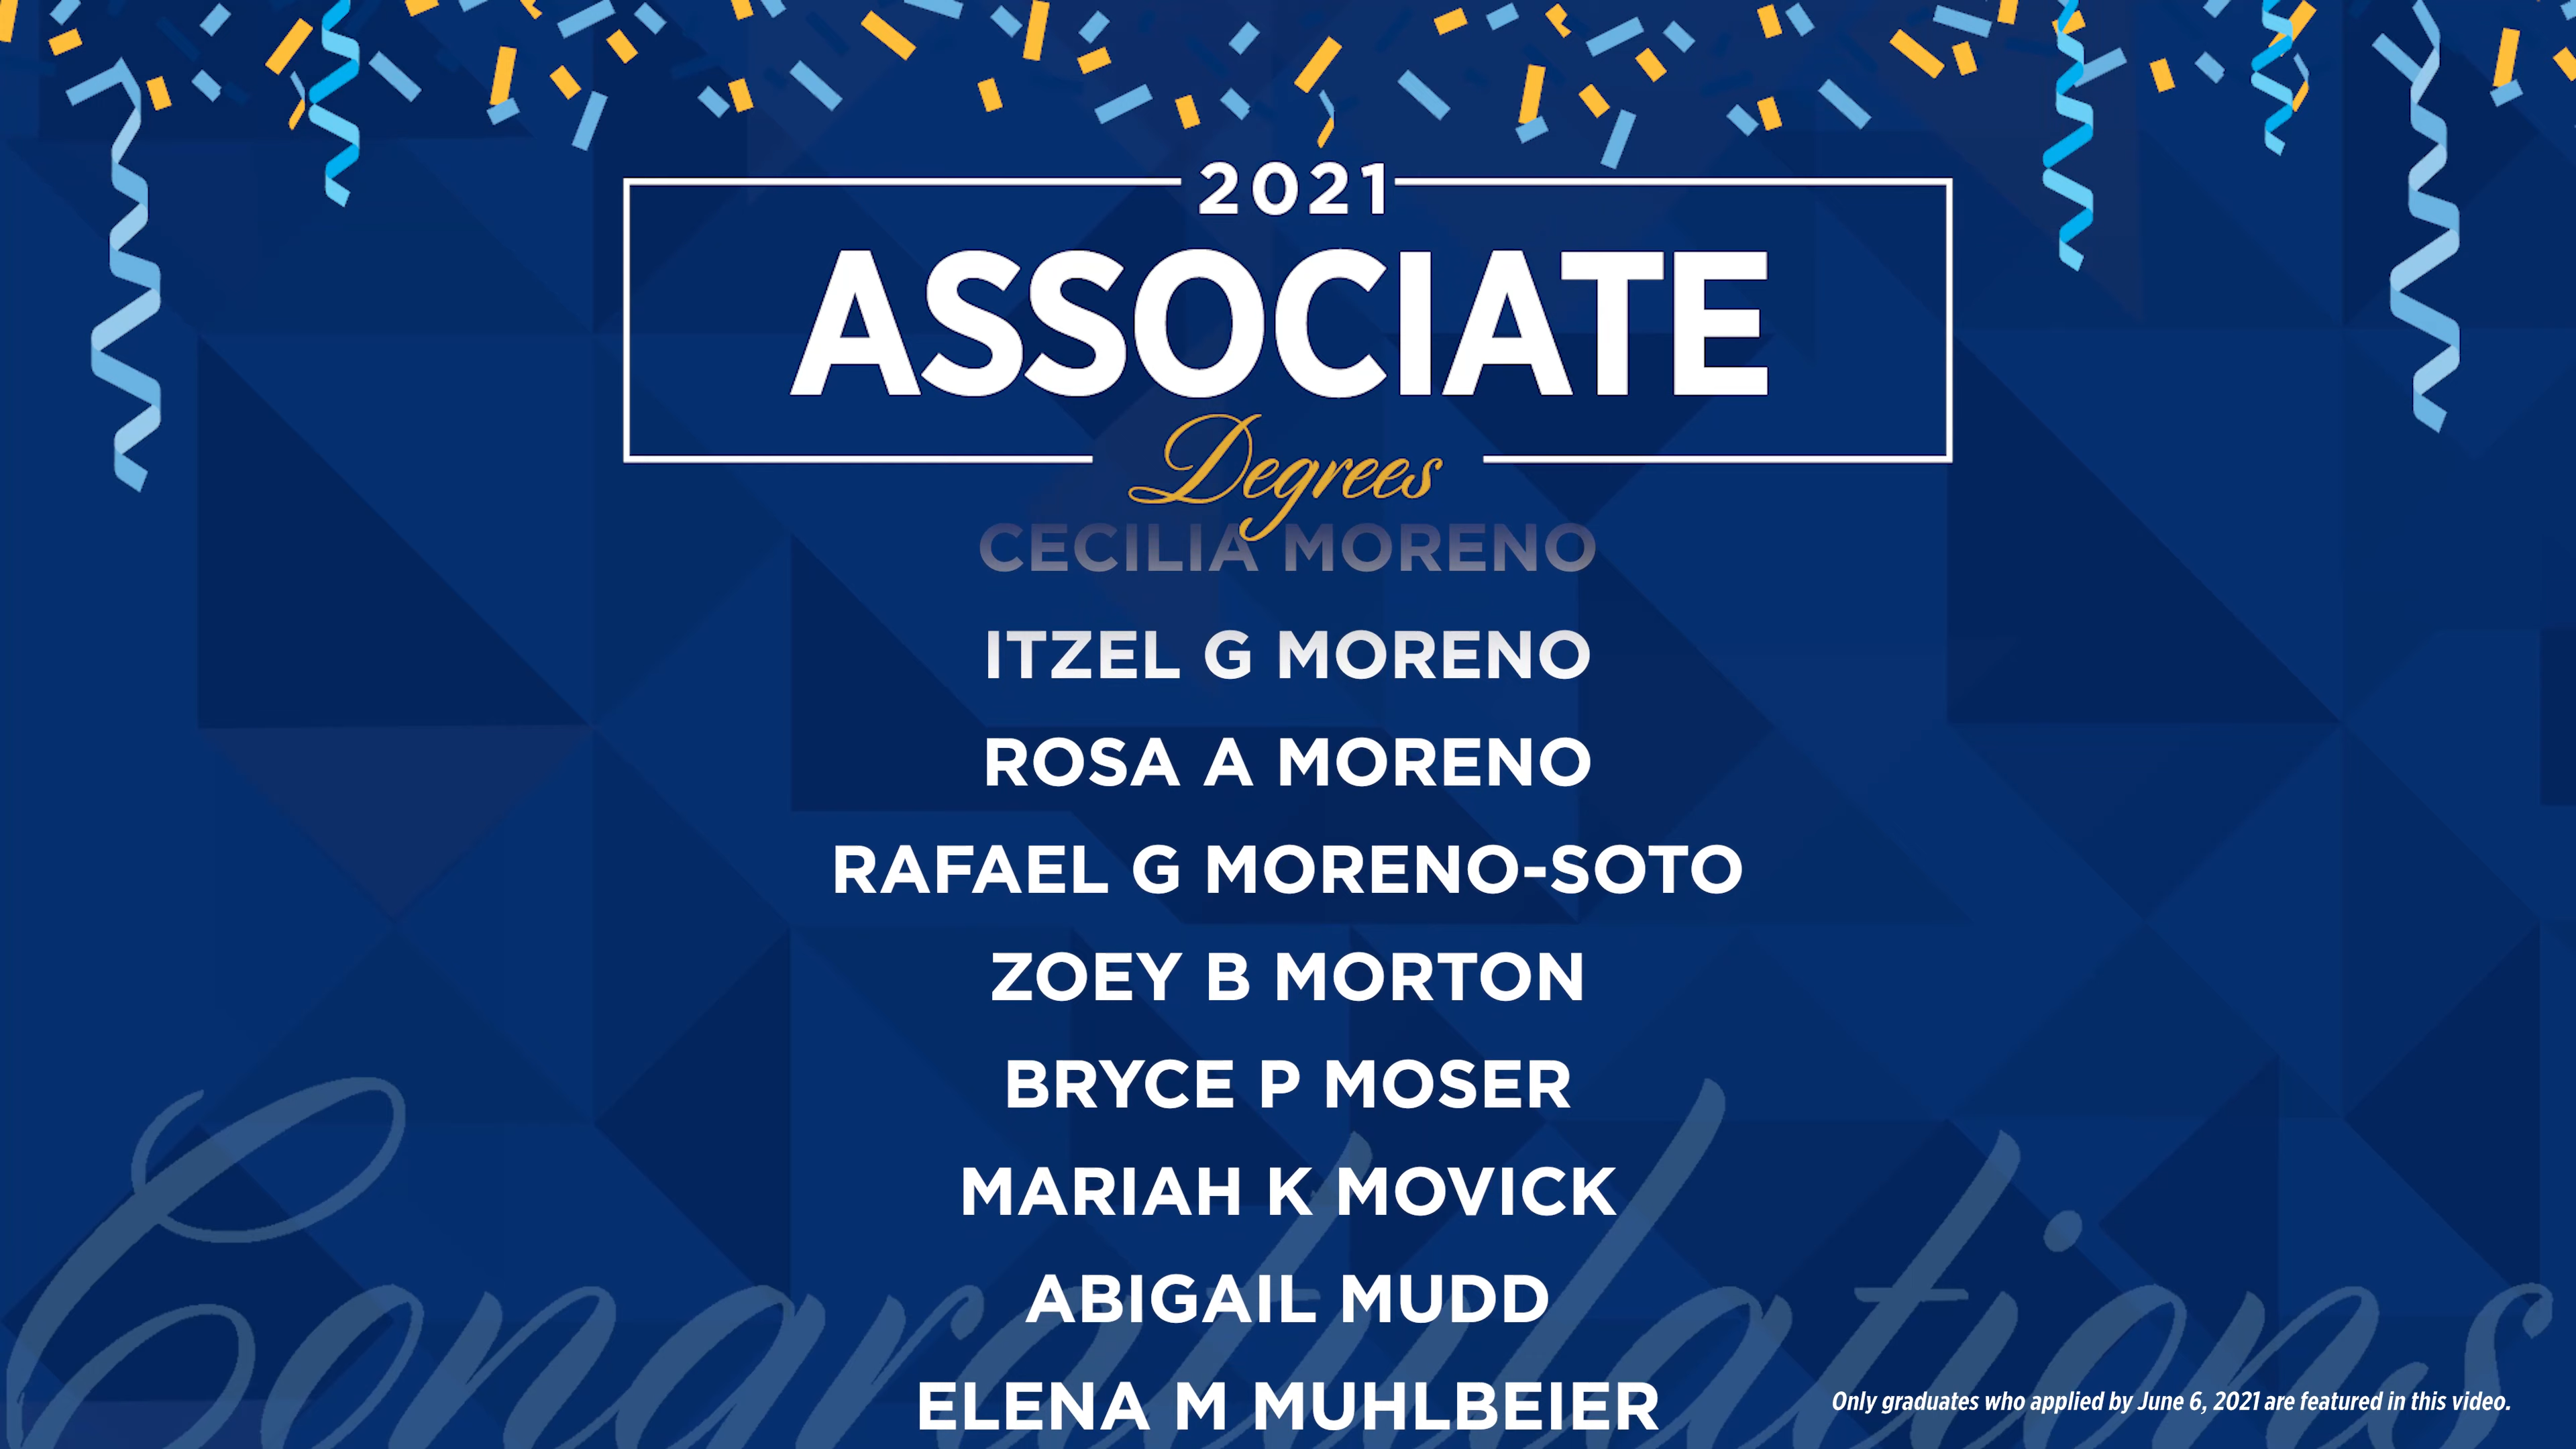 2021
ASSOCIATE
Degrees
CECILIA MORENO
ITZEL G MORENO
ROSA A MORENO
RAFAEL G MORENO-SOTO
ZOEY B MORTON
BRYCE P MOSER
MARIAH K MOVICK
ABIGAIL MUDD
ELENA M MUHLBEIER
Congratulations
Only graduates who applied by June 6, 2021 are featured in this video.